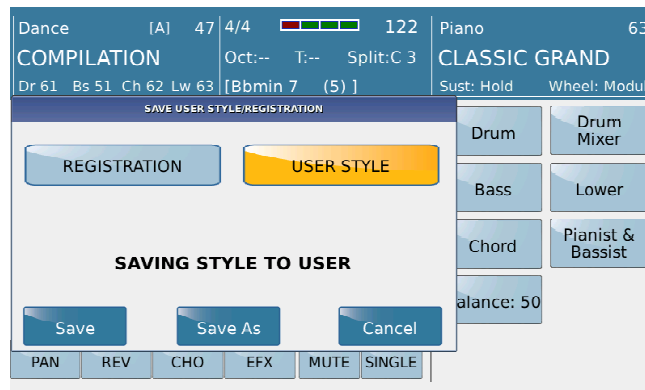 Dance [A] 47 4/4 122 Piano 63
COMPILATION Oct:-- T:-- Split:C 3 CLASSIC GRAND
Dr 61 Bs 51 Ch 62 Lw 63 [Bbmin 7 (5) ] Sust: Hold Wheel: Modul
SAVE USER STYLE/REGISTRATION
REGISTRATION USER STYLE
SAVING STYLE TO USER
Save Save As Cancel
Drum Drum
Mixer
Bass Lower
Chord Pianist &
Bassist
alance: 50
PAN REV CHO EFX MUTE SINGLE